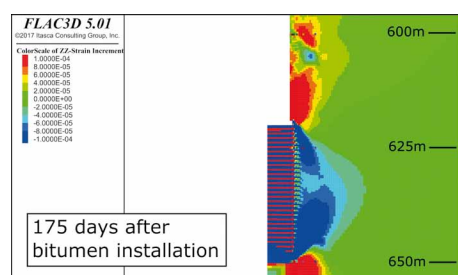 FLAC3D 5.01
©2017 Itasca Consulting Group, Inc.
ColorScale of ZZ-Strain Increment
1.0000E-04
8.0000E-05
6.0000E-05
4.0000E-05
2.0000E-05
0.0000E+00
-2.0000E-05
-4.0000E-05
-6.0000E-05
-8.0000E-05
-1.0000E-04
175 days after
bitumen installation
600m
625m
650m